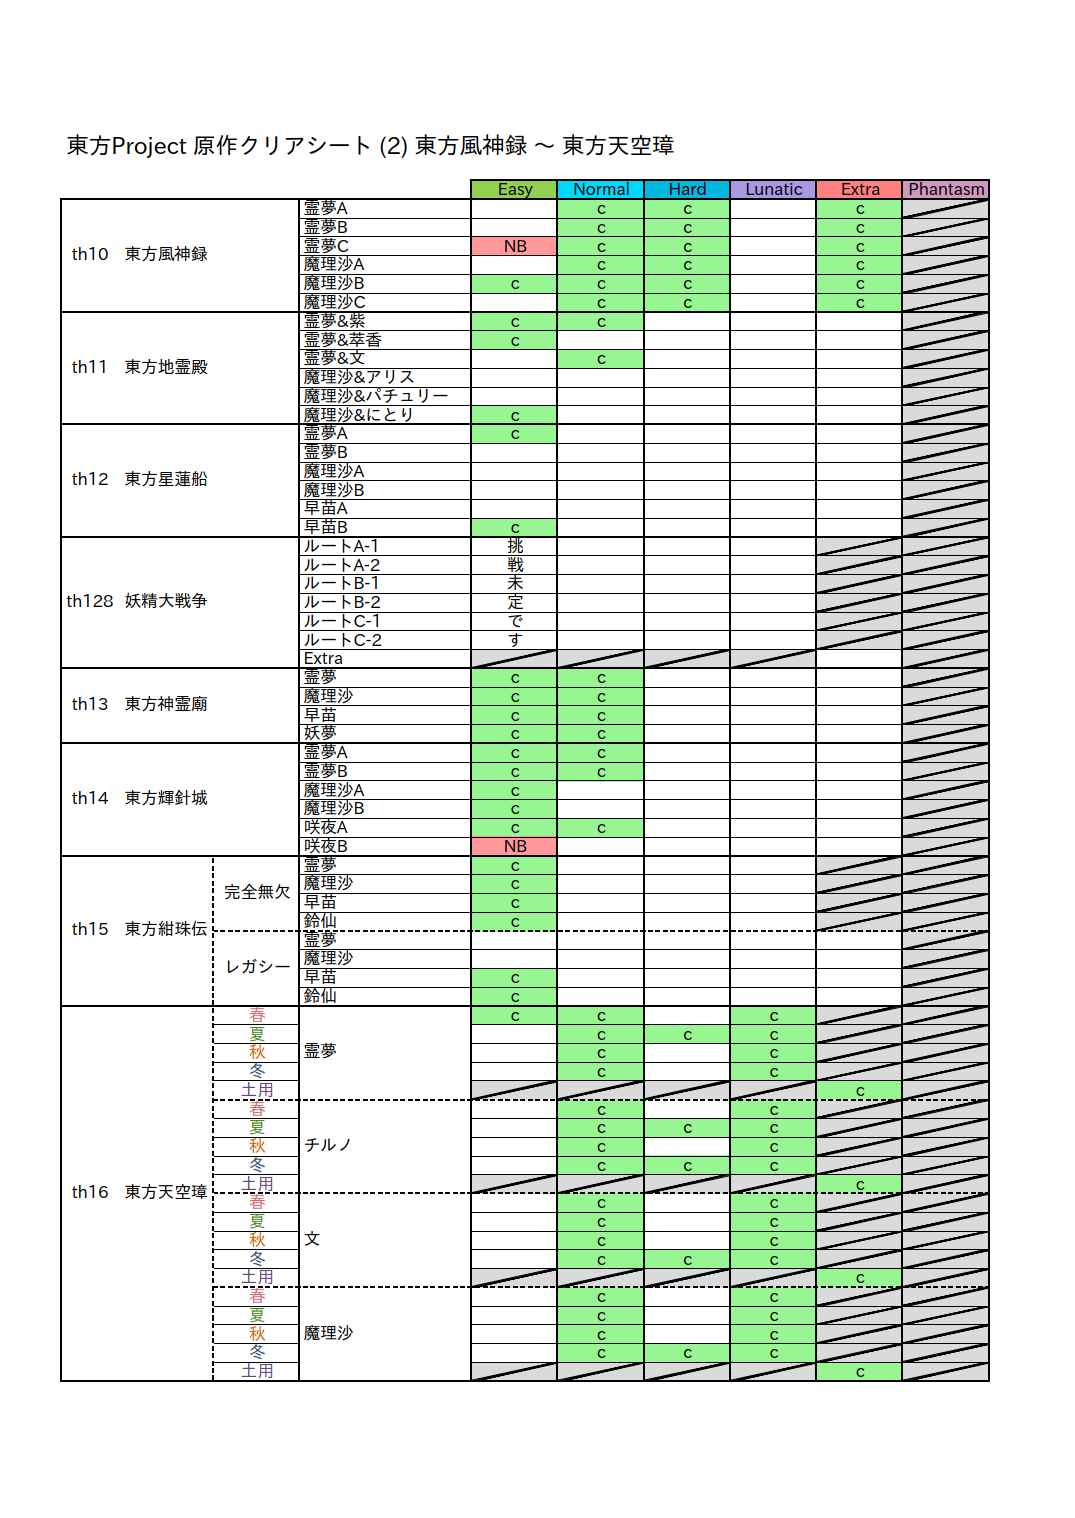 東方Project 原作クリアシート (2) 東方風神録 ～ 東方天空璋
Easy Normal Hard Lunatic Extra Phantasm
th10 東方風神録
霊夢A c c c
霊夢B c c c
霊夢C NB c c c
魔理沙A c c c
魔理沙B c c c c
魔理沙C c c c
th11 東方地霊殿
霊夢&紫 c c
霊夢&萃香 c
霊夢&文 c
魔理沙&アリス
魔理沙&パチュリー
魔理沙&にとり c
th12 東方星蓮船
霊夢A c
霊夢B
魔理沙A
魔理沙B
早苗A
早苗B c
th128 妖精大戦争
ルートA-1 挑
ルートA-2 戦
ルートB-1 未
ルートB-2 定
ルートC-1 で
ルートC-2 す
Extra
th13 東方神霊廟
霊夢 c c
魔理沙 c c
早苗 c c
妖夢 c c
th14 東方輝針城
霊夢A c c
霊夢B c c
魔理沙A c
魔理沙B c
咲夜A c c
咲夜B NB
th15 東方紺珠伝
完全無欠
霊夢 c
魔理沙 c
早苗 c
鈴仙 c
レガシー
霊夢
魔理沙
早苗 c
鈴仙 c
th16 東方天空璋
霊夢
春 c c c
夏 c c c
秋 c c
冬 c c
土用 c
チルノ
春 c c
夏 c c c
秋 c c
冬 c c c
土用 c
文
春 c c
夏 c c
秋 c c
冬 c c c
土用 c
魔理沙
春 c c
夏 c c
秋 c c
冬 c c c
土用 c